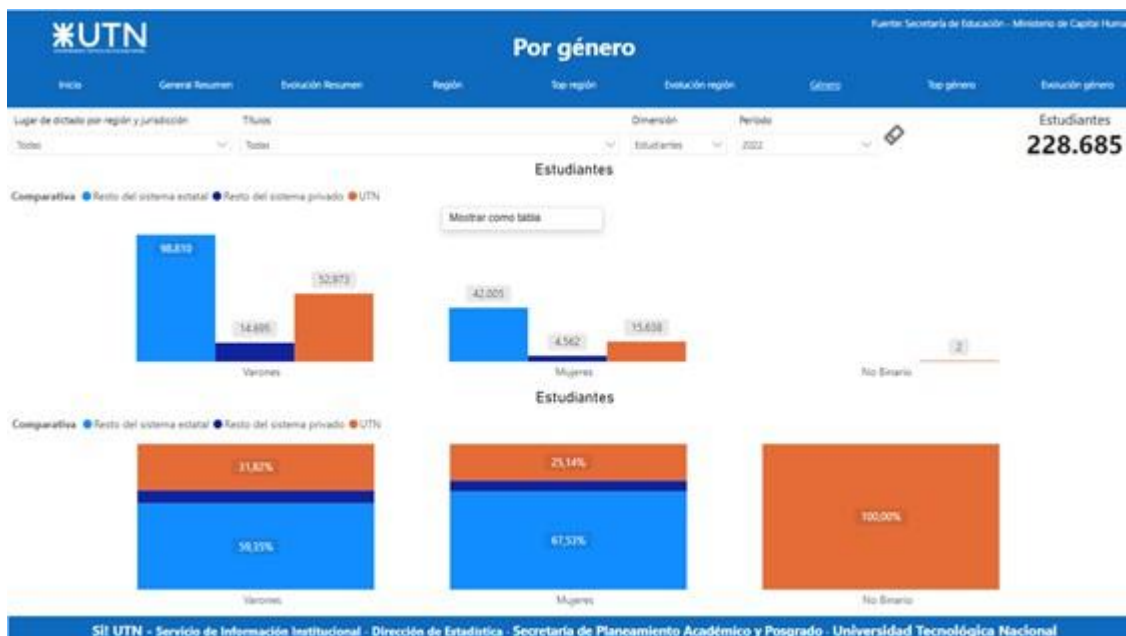 Fuente: Secretaría de Educación - Ministerio de Capital Huma
UTN
Por género
Inicio General Resumen Evolución Resumen Región Top región Evolución región Género Top género Evolución género
Lugar de dictado por región y jurisdicción Títulos Dimensión Período Estudiantes
Todas Todas Estudiantes 2022 228.685
Estudiantes
Comparativa Resto del sistema estatal Resto del sistema privado UTN
Mostrar como tabla
98.810
52.973
42.005
14.695
4.562
15.638
2
Varones Mujeres No Binario
Estudiantes
Comparativa Resto del sistema estatal Resto del sistema privado UTN
31,82% 25,14%
100,00%
59,35% 67,53%
Varones Mujeres No Binario
Si! UTN - Servicio de Información Institucional - Dirección de Estadística - Secretaría de Planeamiento Académico y Posgrado - Universidad Tecnológica Nacional